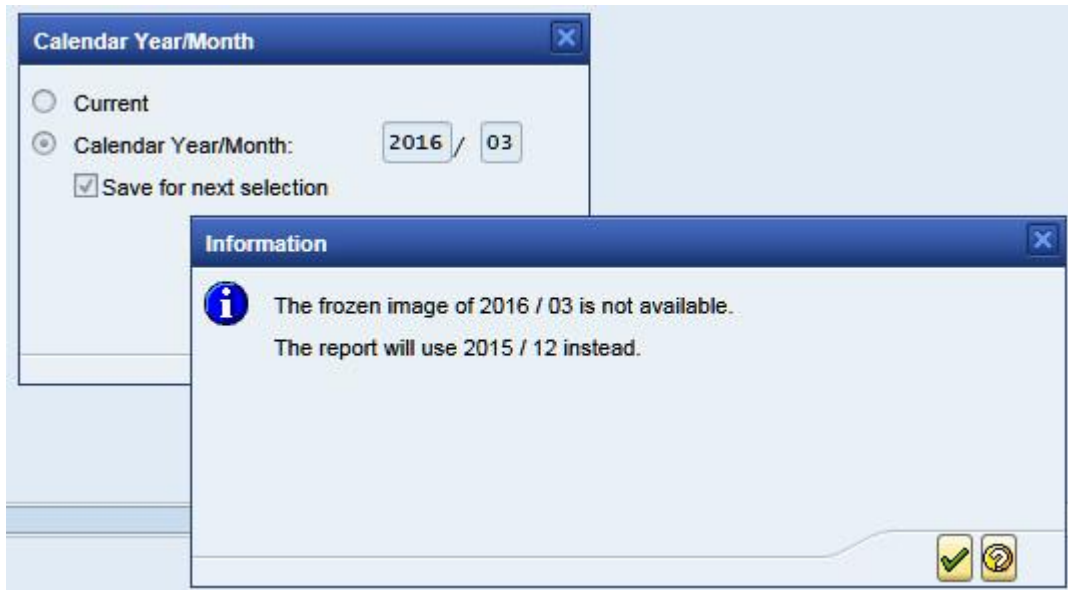 Calendar Year/Month
Current
Calendar Year/Month: 2016 / 03
Save for next selection
Information
The frozen image of 2016 / 03 is not available.
The report will use 2015 / 12 instead.